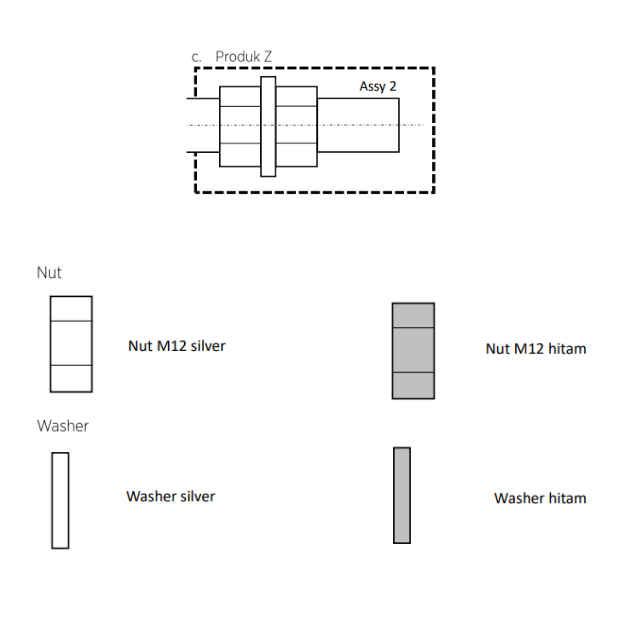 c. Produk Z
Assy 2
Nut
Nut M12 silver
Nut M12 hitam
Washer
Washer silver
Washer hitam